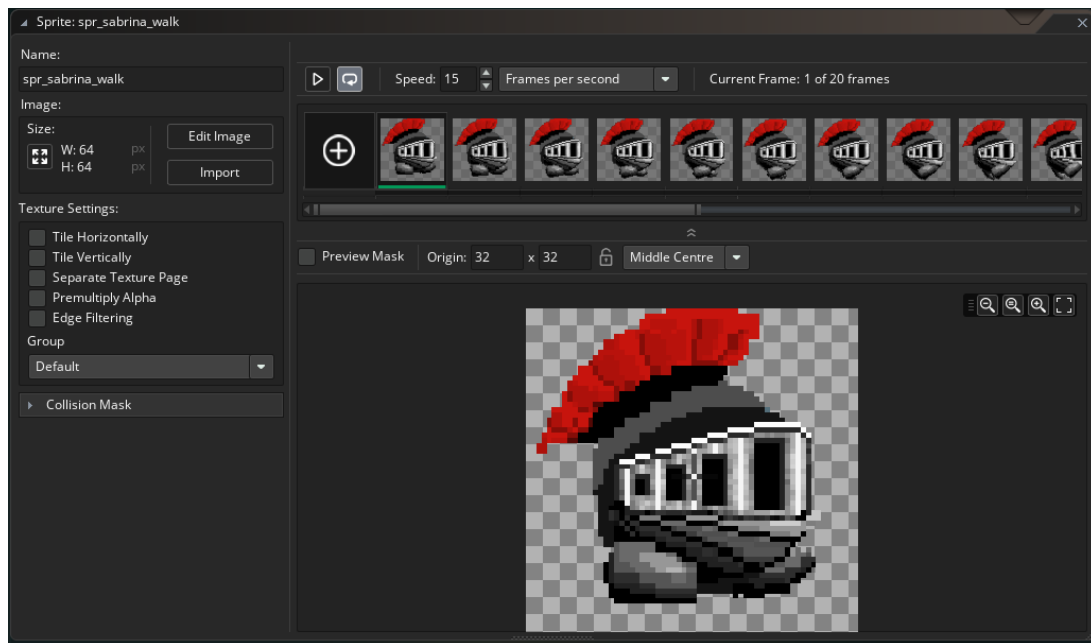 Sprite: spr_sabrina_walk
Name:
spr_sabrina_walk
Image:
Size:
W: 64 px
H: 64 px
Edit Image
Import
Texture Settings:
Tile Horizontally
Tile Vertically
Separate Texture Page
Premultiply Alpha
Edge Filtering
Group
Default
Collision Mask
Speed: 15 Frames per second Current Frame: 1 of 20 frames
Preview Mask Origin: 32 x 32 Middle Centre